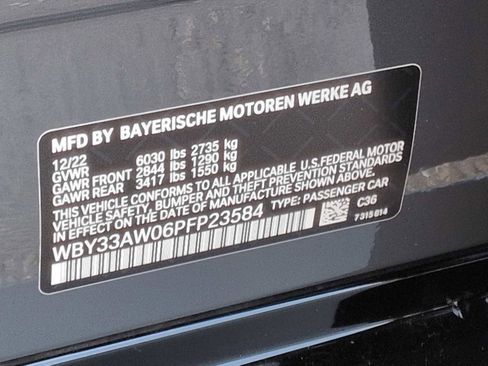 MFD BY BAYERISCHE MOTOREN WERKE AG
12/22
GVWR 6030 lbs 2735 kg
GAWR FRONT 2844 lbs 1290 kg
GAWR REAR 3417 lbs 1550 kg
THIS VEHICLE CONFORMS TO ALL APPLICABLE U.S.FEDERAL MOTOR
VEHICLE SAFETY, BUMPER AND THEFT PREVENTION STANDARDS
IN EFFECT ON THE DATE OF MANUFACTURE SHOWN ABOVE.
WBY33AW06PFP23584 TYPE: PASSENGER CAR
C36
7315814